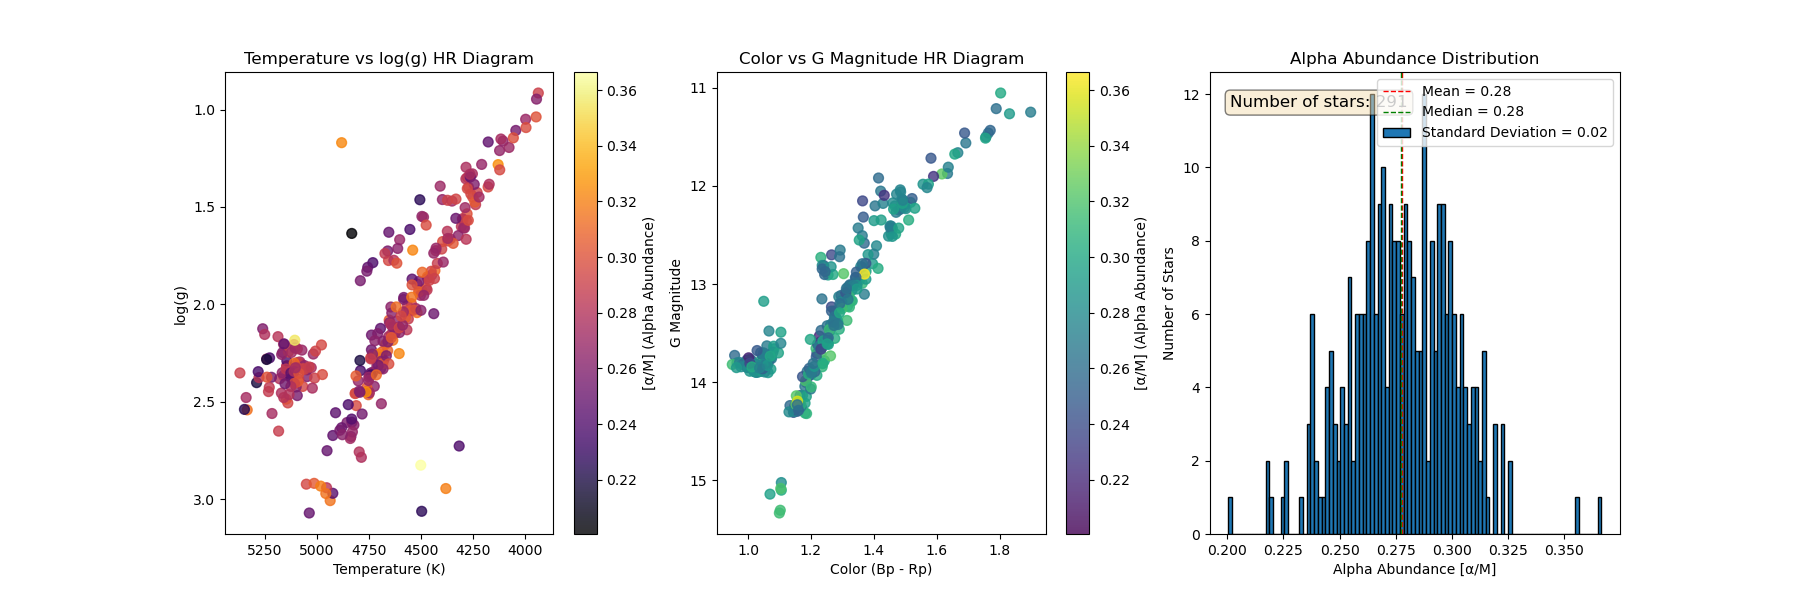 Temperature vs log(g) HR Diagram
log(g)
1.0
1.5
2.0
2.5
3.0
5250 5000 4750 4500 4250 4000
Temperature (K)
0.36
0.34
0.32
0.30
0.28
0.26
0.24
0.22
[α/M] (Alpha Abundance)
Color vs G Magnitude HR Diagram
G Magnitude
11
12
13
14
15
1.0 1.2 1.4 1.6 1.8
Color (Bp - Rp)
0.36
0.34
0.32
0.30
0.28
0.26
0.24
0.22
[α/M] (Alpha Abundance)
Alpha Abundance Distribution
Number of Stars
12
10
8
6
4
2
0
Number of stars: 291
Mean = 0.28
Median = 0.28
Standard Deviation = 0.02
0.200 0.225 0.250 0.275 0.300 0.325 0.350
Alpha Abundance [α/M]